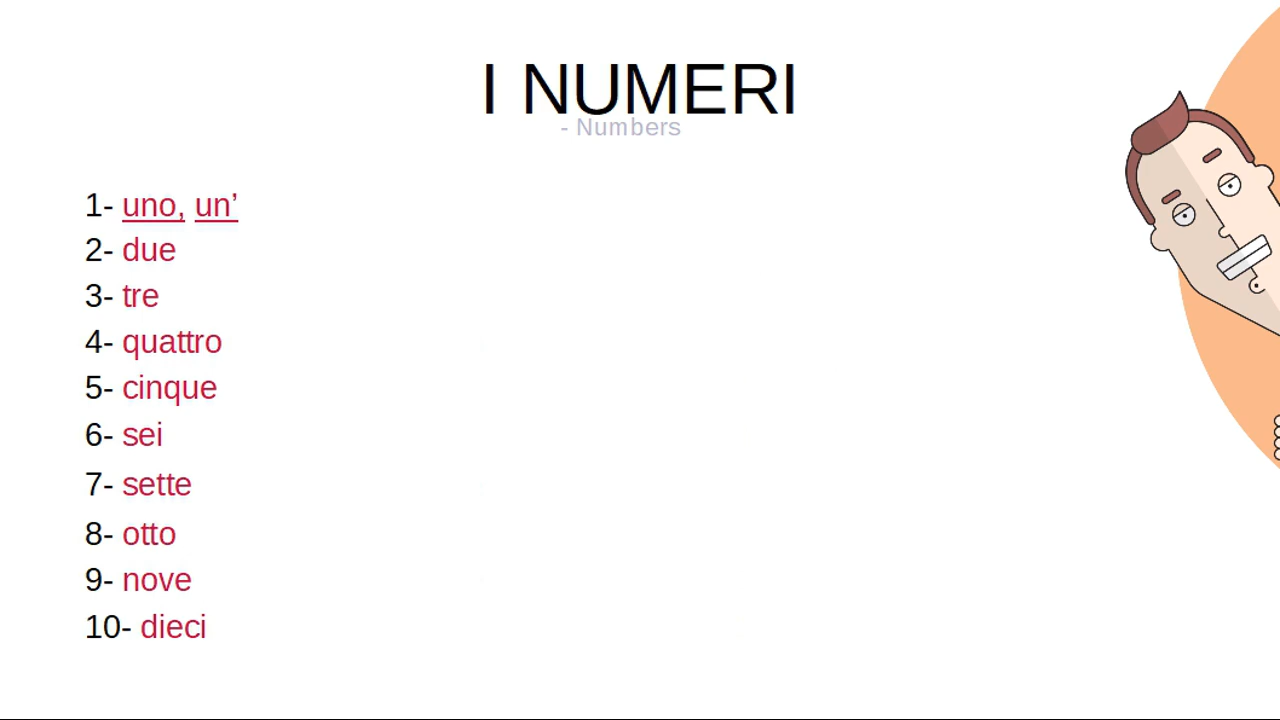 I NUMERI
- Numbers
1- uno, un’
2- due
3- tre
4- quattro
5- cinque
6- sei
7- sette
8- otto
9- nove
10- dieci